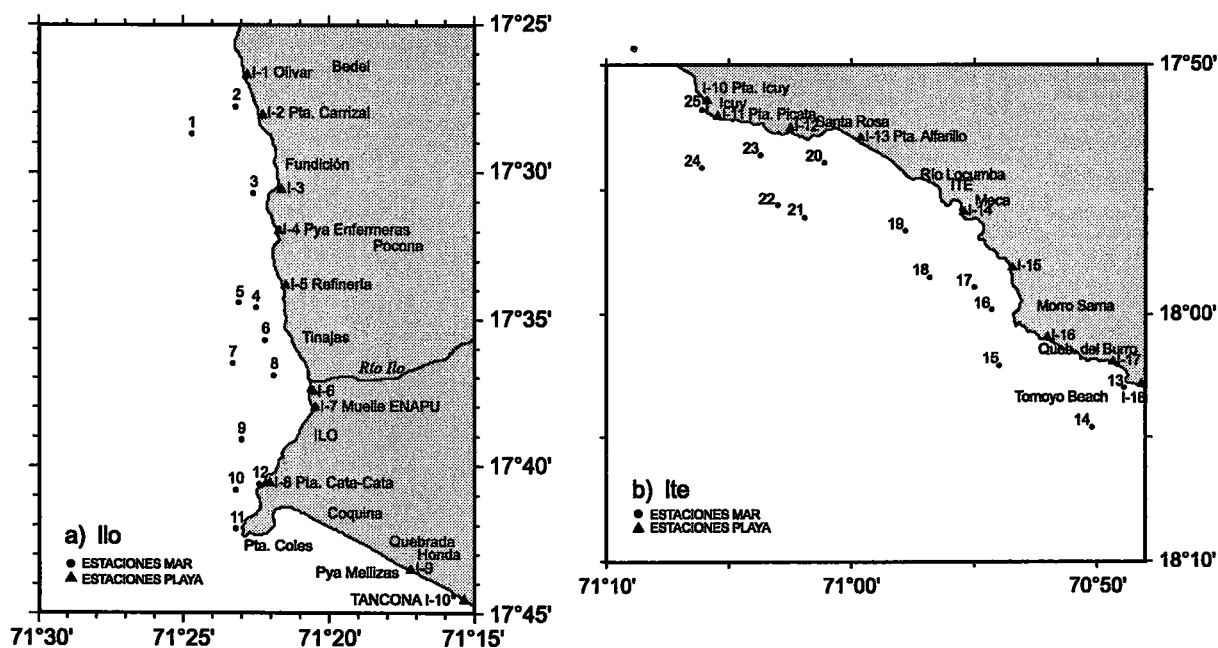 17°25'
I-1 Olivar
Bedel
2
I-2 Pta. Carrizal
1
Fundición
17°30'
3
I-3
I-4 Pya Enfermeras
Pocona
I-5 Refinería
5
4
17°35'
6
Tinajas
7
8
Río Ilo
I-6
I-7 Muelle ENAPU
9
ILO
17°40'
10
12
I-8 Pta. Cata-Cata
11
Coquina
a) Ilo
Pta. Coles
Quebrada
Honda
ESTACIONES MAR
I-9
ESTACIONES PLAYA
Pya Mellizas
TANCONA I-10*
17°45'
71°30'
71°25'
71°20'
71°15'
17°50'
I-10 Pta. Icuy
25
Icuy
I-11 Pta. Picata
I-12
Santa Rosa
I-13 Pta. Alfarillo
24
23
20
Río Locumba
ITE
Meca
I-14
22
21
19
18
17
I-15
16
Morro Sama
18°00'
I-16
Queb. del Burro
I-17
15
13
I-18
Tomoyo Beach
14
b) Ite
ESTACIONES MAR
ESTACIONES PLAYA
18°10'
71°10'
71°00'
70°50'